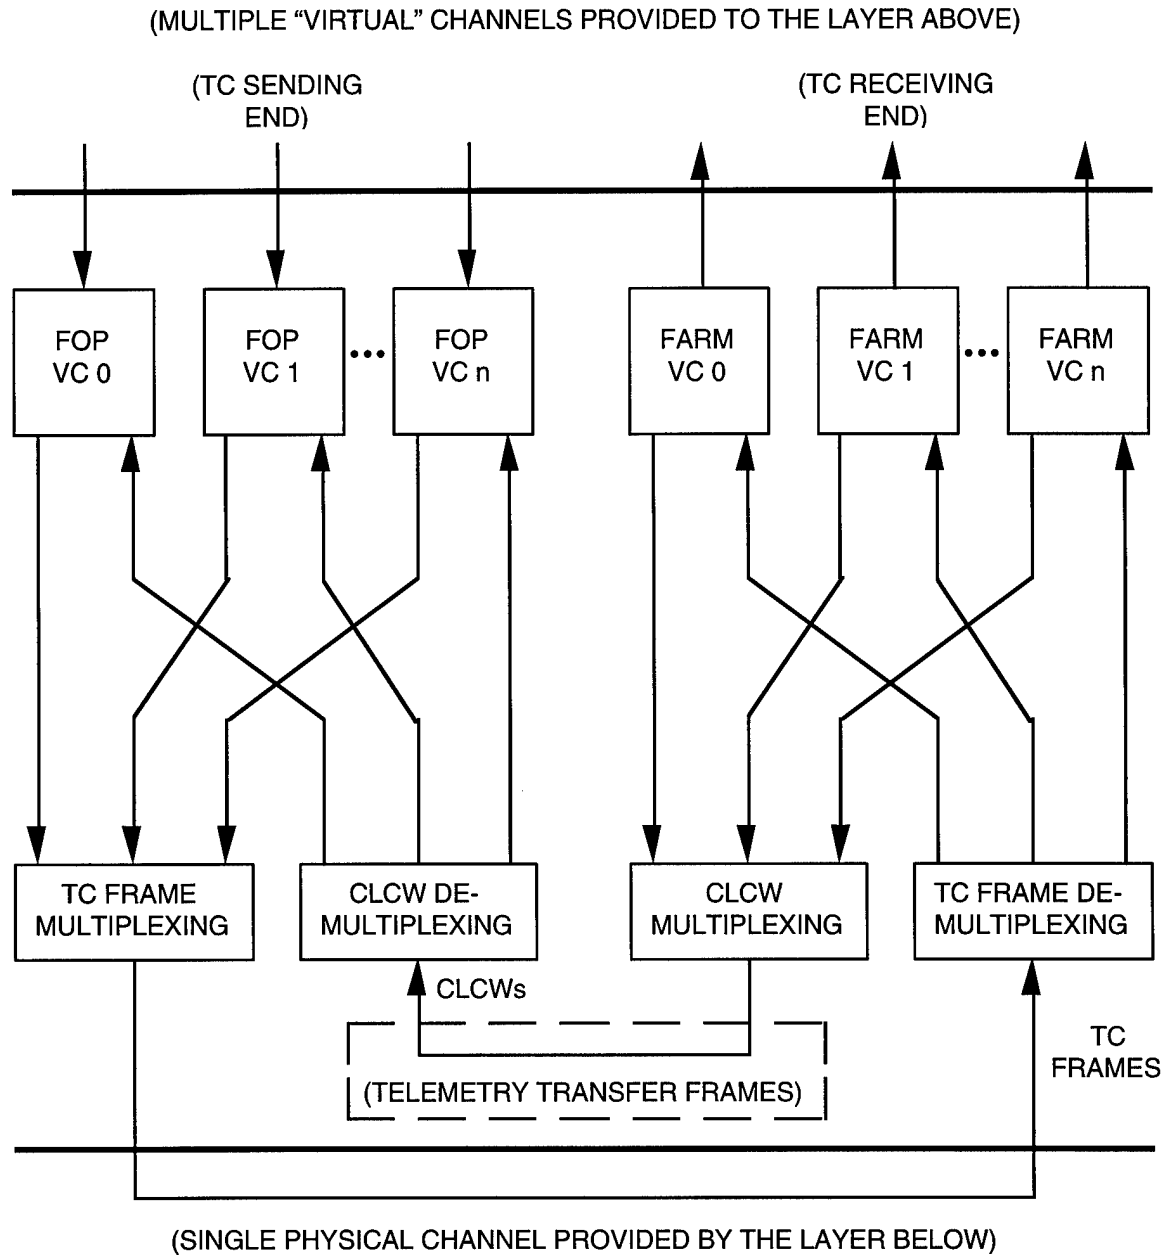 (MULTIPLE “VIRTUAL” CHANNELS PROVIDED TO THE LAYER ABOVE)
(TC SENDING
END)
(TC RECEIVING
END)
FOP
VC 0
FOP
VC 1
•••
FOP
VC n
FARM
VC 0
FARM
VC 1
•••
FARM
VC n
TC FRAME
MULTIPLEXING
CLCW DE-
MULTIPLEXING
CLCW
MULTIPLEXING
TC FRAME DE-
MULTIPLEXING
CLCWs
TC
FRAMES
(TELEMETRY TRANSFER FRAMES)
(SINGLE PHYSICAL CHANNEL PROVIDED BY THE LAYER BELOW)